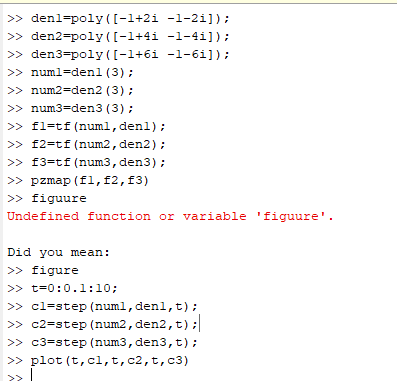 >> den1=poly([-1+2i -1-2i]);
>> den2=poly([-1+4i -1-4i]);
>> den3=poly([-1+6i -1-6i]);
>> num1=den1(3);
>> num2=den2(3);
>> num3=den3(3);
>> f1=tf(num1,den1);
>> f2=tf(num2,den2);
>> f3=tf(num3,den3);
>> pzmap(f1,f2,f3)
>> figuure
Undefined function or variable 'figuure'.
Did you mean:
>> figure
>> t=0:0.1:10;
>> c1=step(num1,den1,t);
>> c2=step(num2,den2,t);
>> c3=step(num3,den3,t);
>> plot(t,c1,t,c2,t,c3)
>>